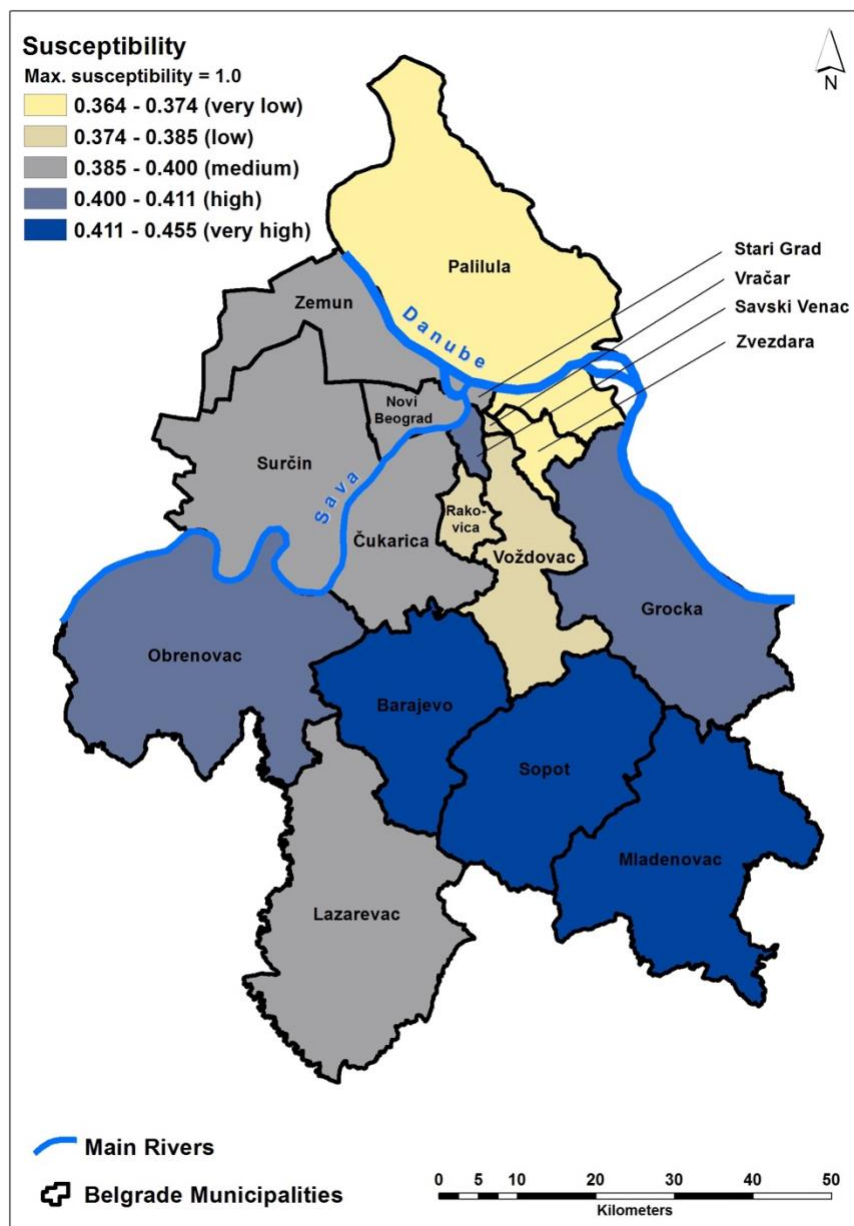 Susceptibility
Max. susceptibility = 1.0
0.364 - 0.374 (very low)
0.374 - 0.385 (low)
0.385 - 0.400 (medium)
0.400 - 0.411 (high)
0.411 - 0.455 (very high)
N
Palilula
Stari Grad
Vračar
Savski Venac
Zvezdara
Zemun
Danube
Novi
Beograd
Surčin
Sava
Čukarica
Rako-
vica
Voždovac
Grocka
Obrenovac
Barajevo
Sopot
Mladenovac
Lazarevac
Main Rivers
Belgrade Municipalities
0 5 10 20 30 40 50
Kilometers